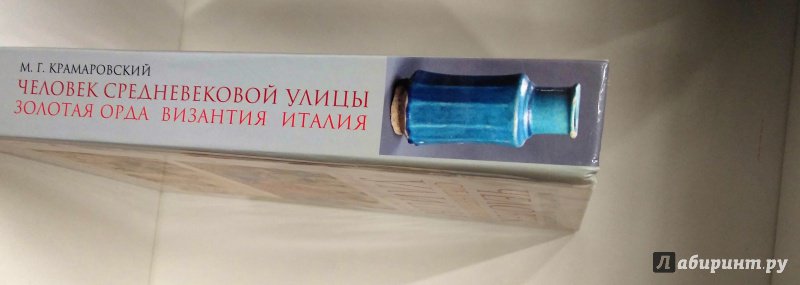 М. Г. КРАМАРОВСКИЙ
ЧЕЛОВЕК СРЕДНЕВЕКОВОЙ УЛИЦЫ
ЗОЛОТАЯ ОРДА ВИЗАНТИЯ ИТАЛИЯ
Лабиринт.ру